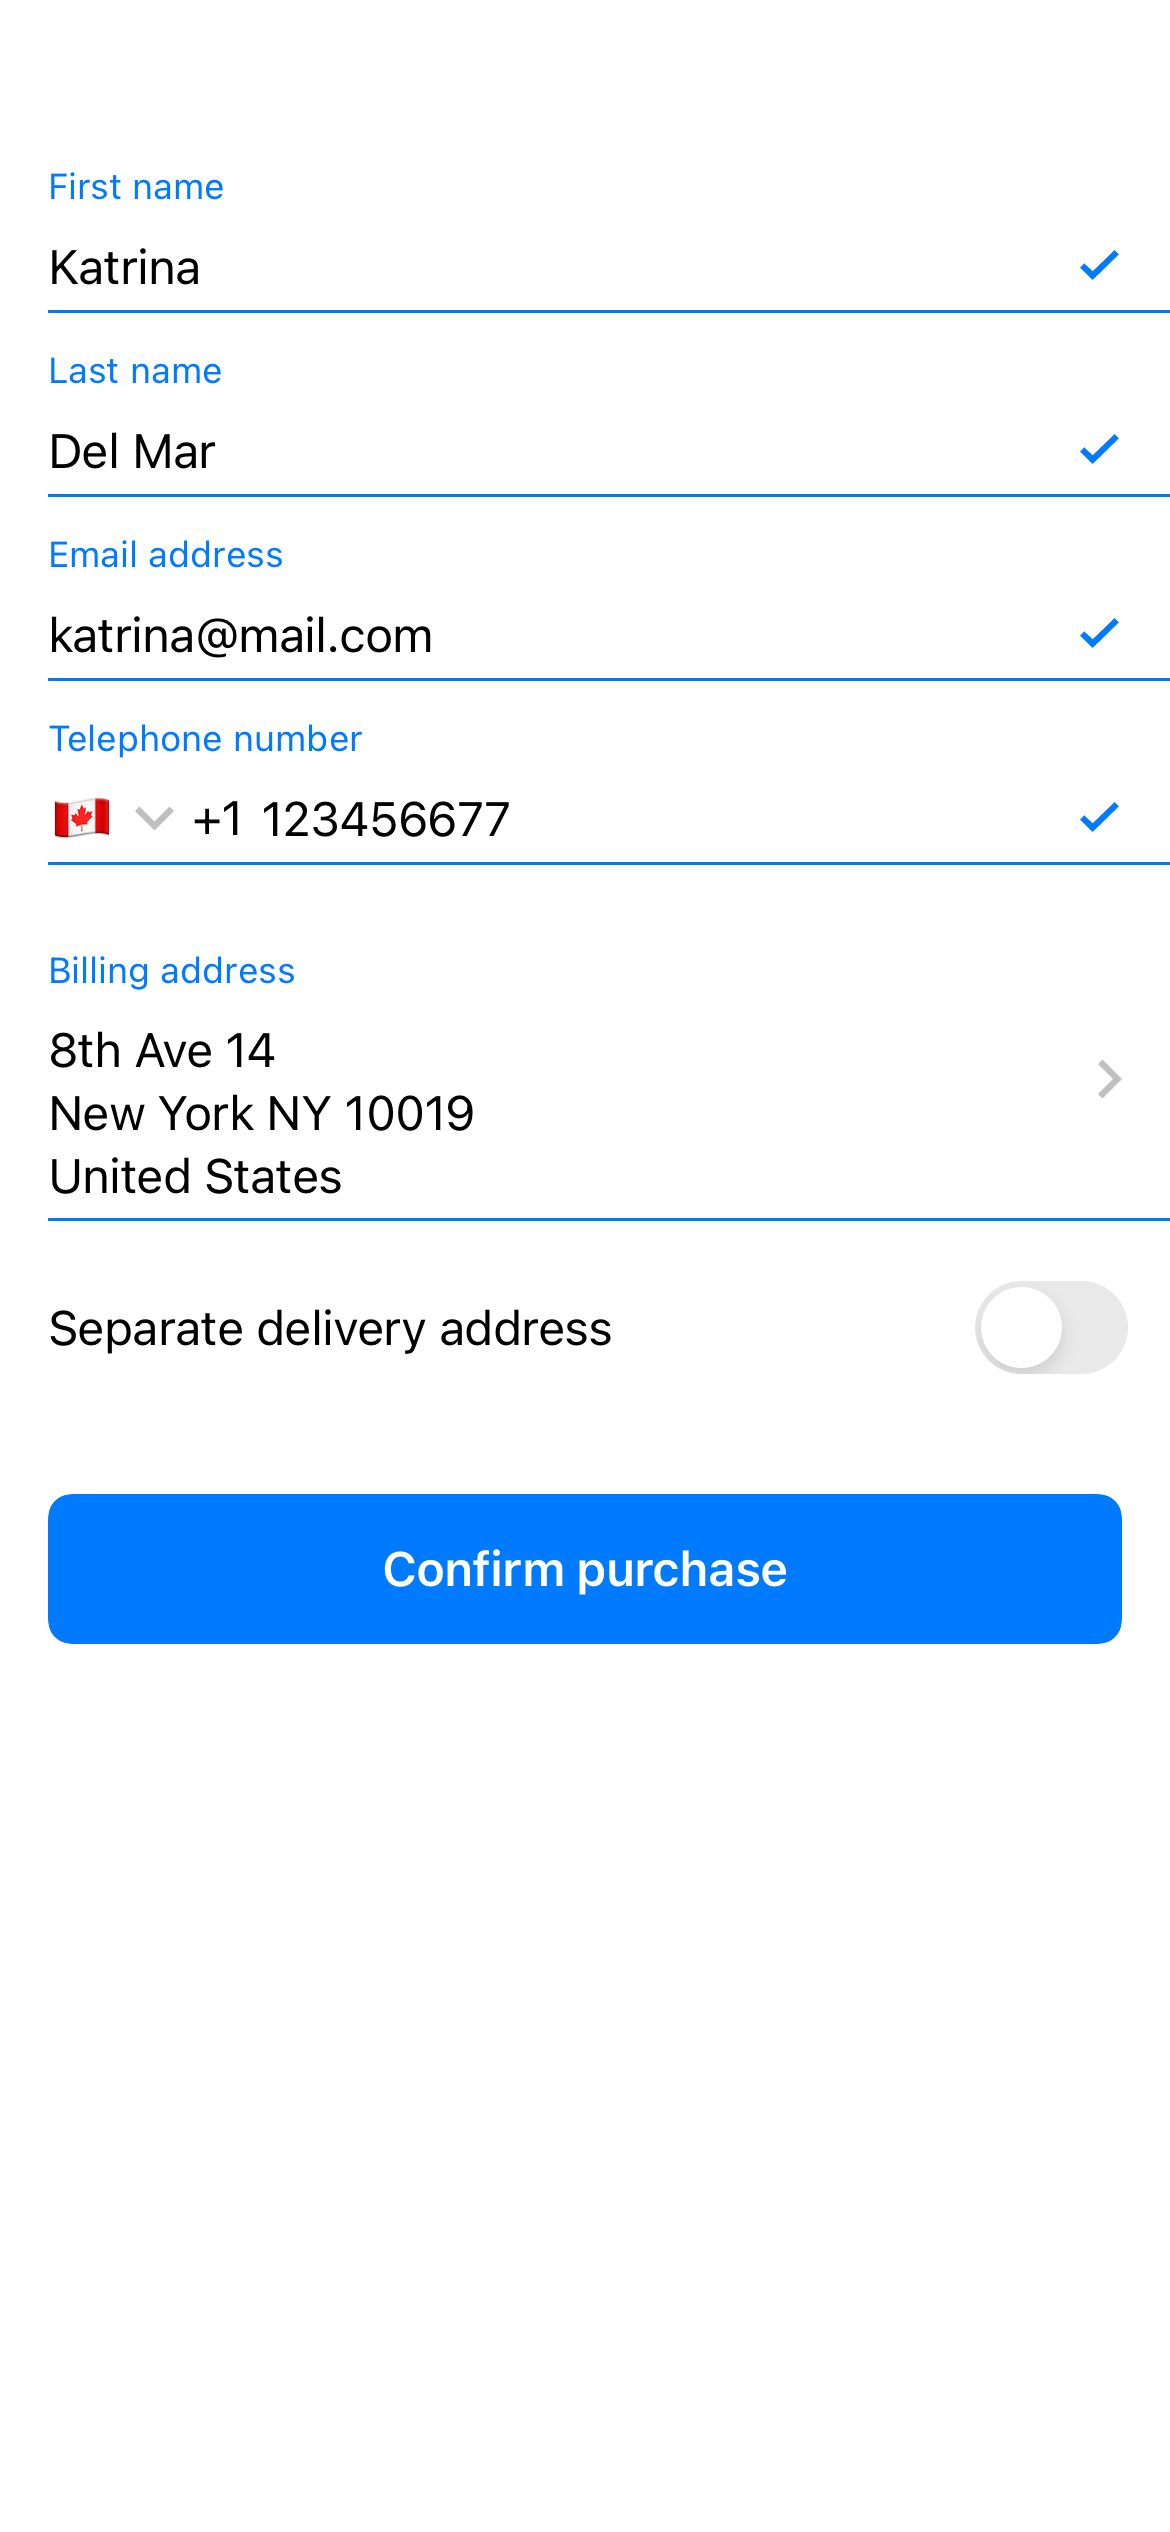 First name
Katrina
Last name
Del Mar
Email address
katrina@mail.com
Telephone number
+1 123456677
Billing address
8th Ave 14
New York NY 10019
United States
Separate delivery address
Confirm purchase